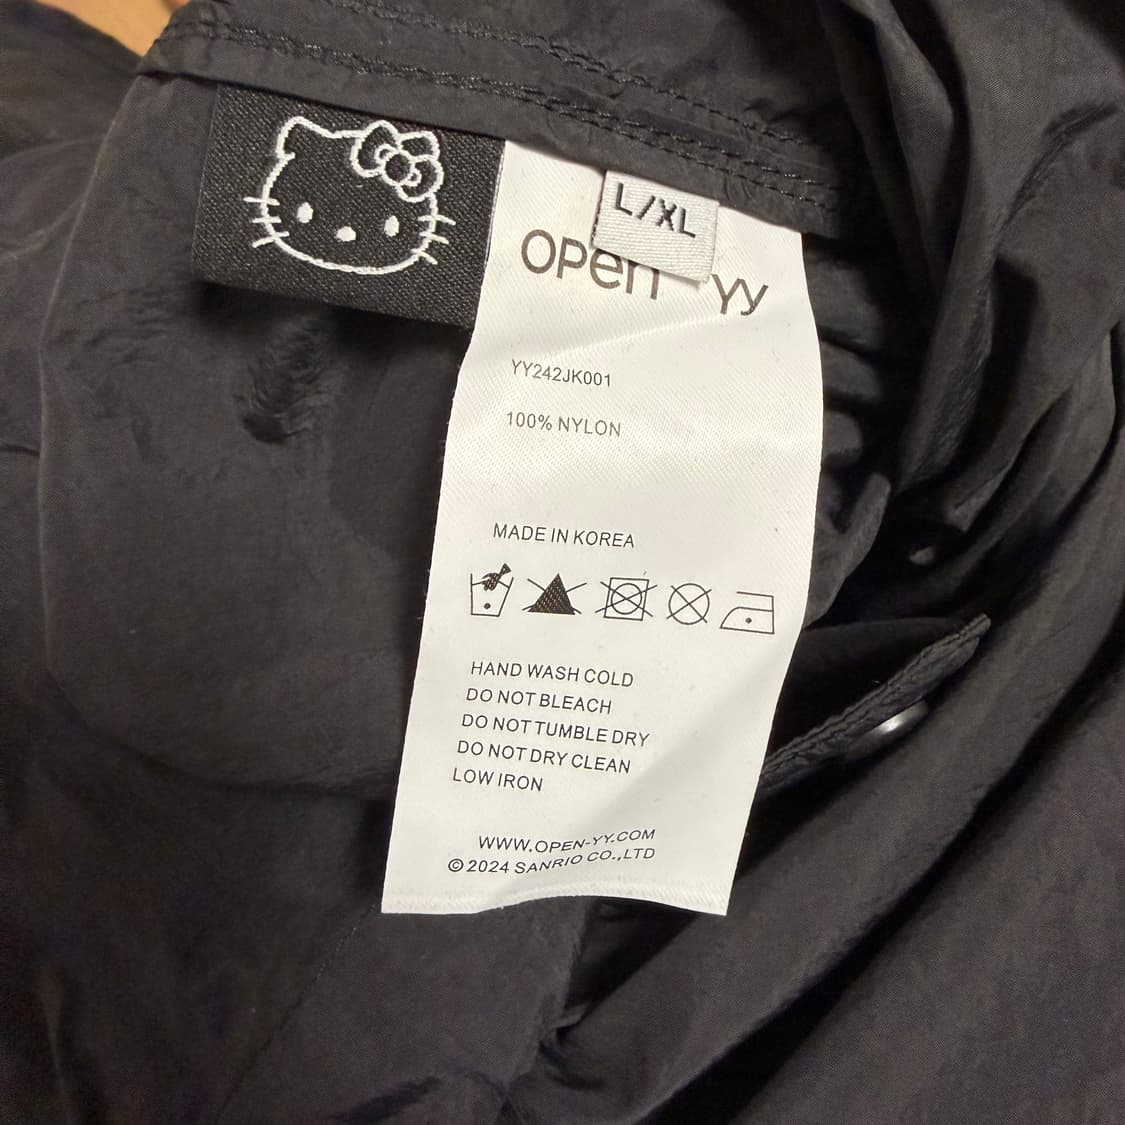 L/XL
OPen YY
YY242JK001
100% NYLON
MADE IN KOREA
HAND WASH COLD
DO NOT BLEACH
DO NOT TUMBLE DRY
DO NOT DRY CLEAN
LOW IRON
WWW.OPEN-YY.COM
©2024 SANRIO CO.,LTD